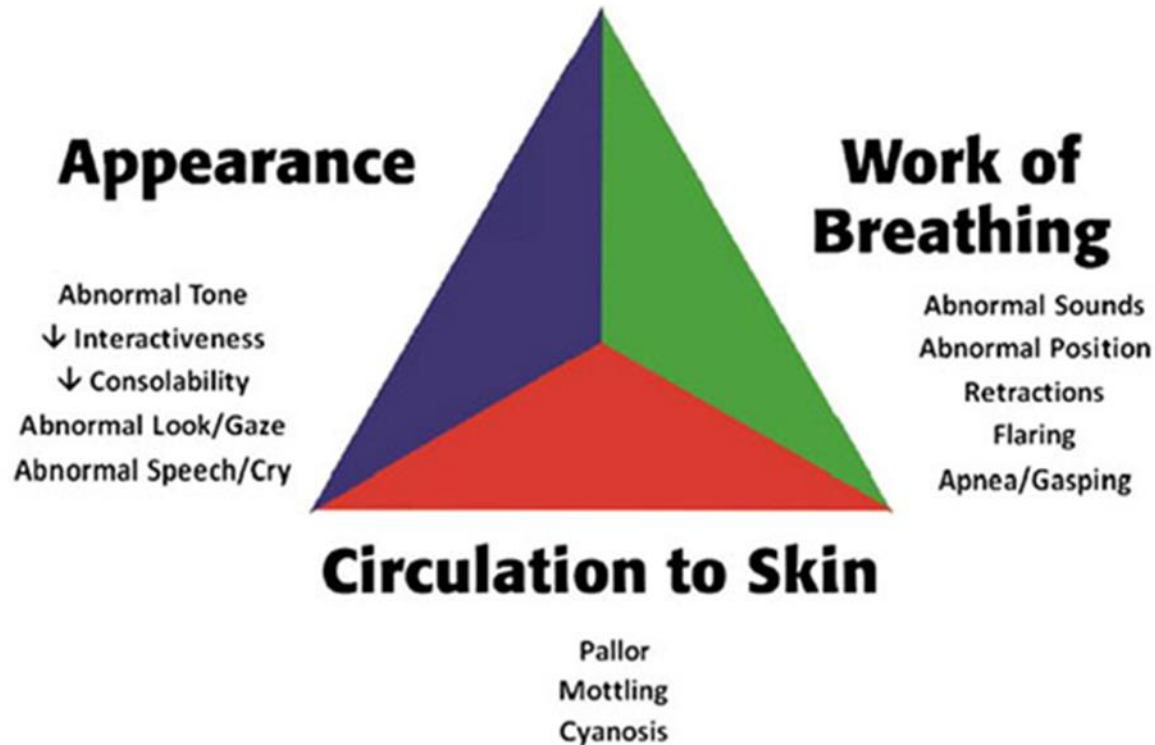 Appearance
Abnormal Tone
↓ Interactiveness
↓ Consolability
Abnormal Look/Gaze
Abnormal Speech/Cry
Work of
Breathing
Abnormal Sounds
Abnormal Position
Retractions
Flaring
Apnea/Gasping
Circulation to Skin
Pallor
Mottling
Cyanosis